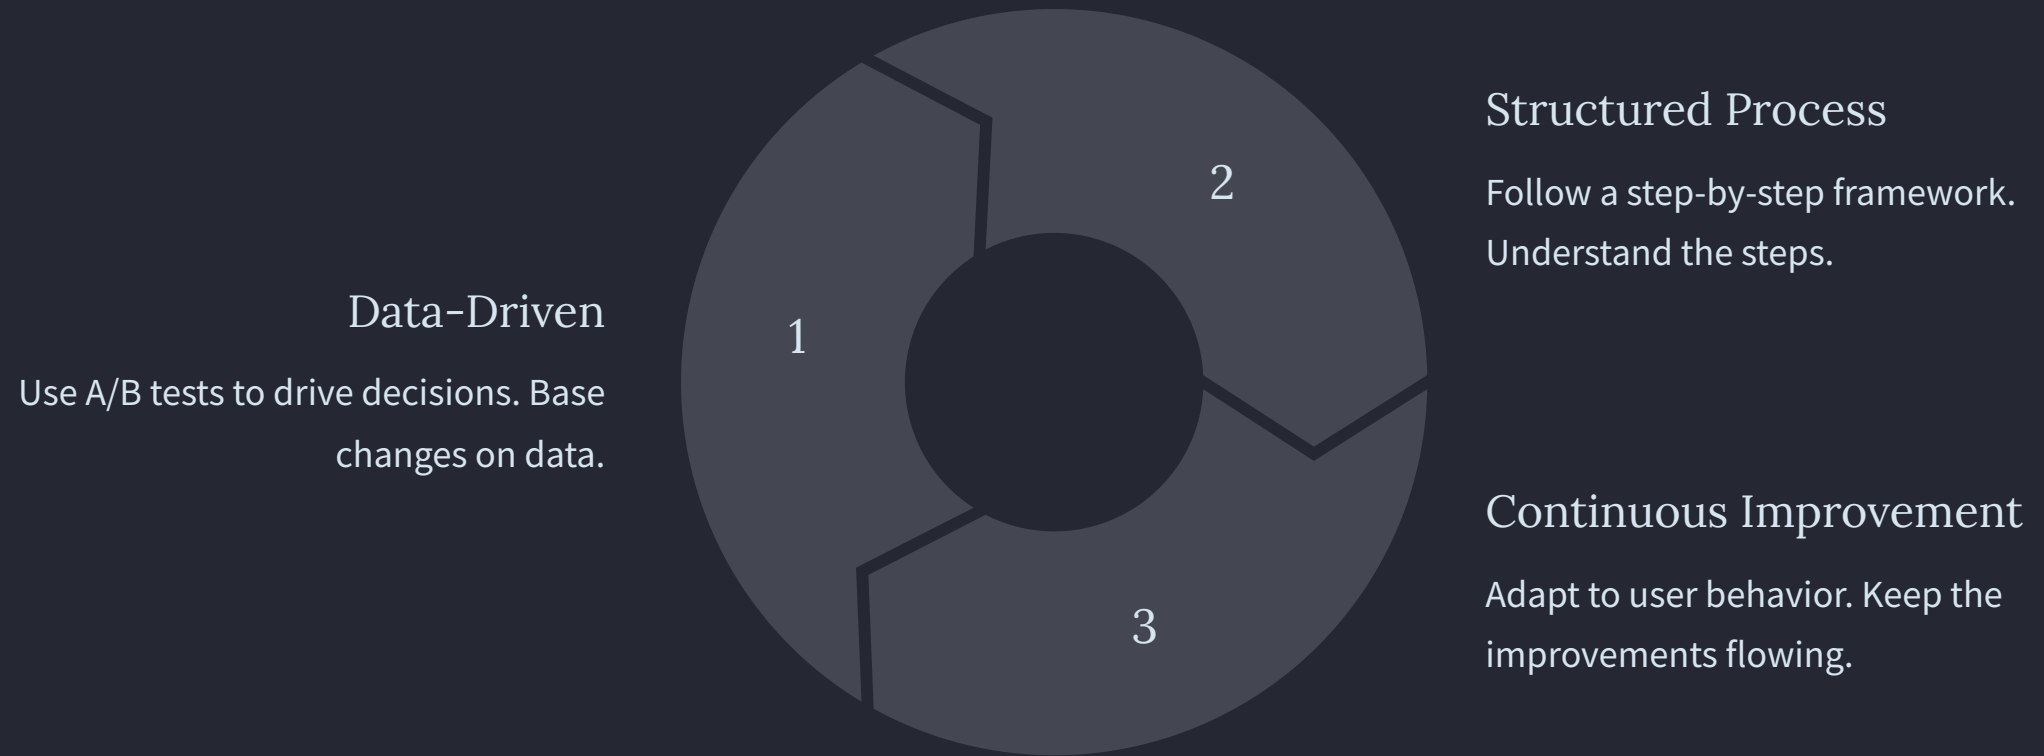 1
Data-Driven
Use A/B tests to drive decisions. Base
changes on data.
2
Structured Process
Follow a step-by-step framework.
Understand the steps.
3
Continuous Improvement
Adapt to user behavior. Keep the
improvements flowing.